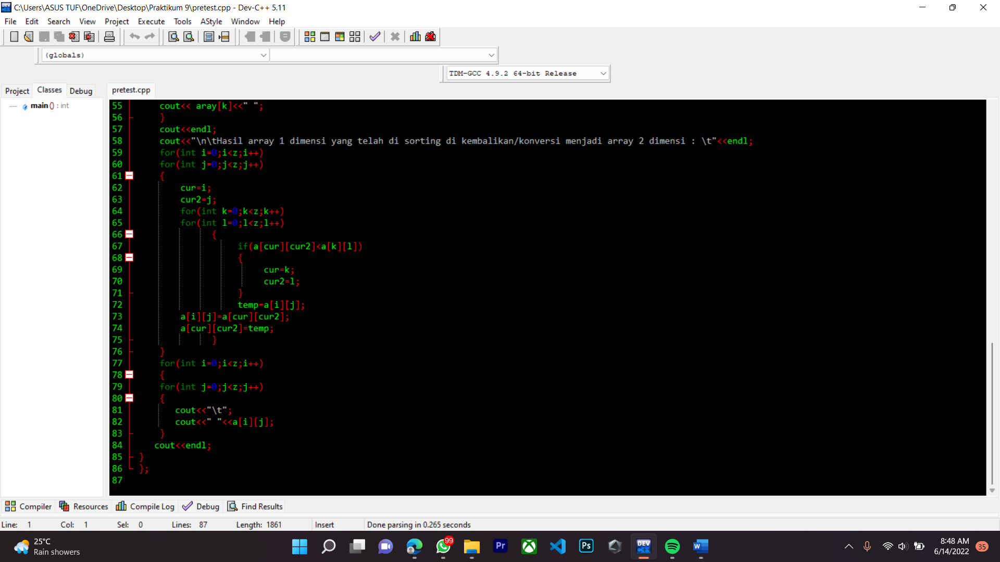 C:\Users\ASUS TUF\OneDrive\Desktop\Praktikum 9\pretest.cpp - Dev-C++ 5.11
File Edit Search View Project Execute Tools AStyle Window Help
(globals)
TDM-GCC 4.9.2 64-bit Release
Project Classes Debug
pretest.cpp
main () : int
55 cout<< aray[k]<<" ";
56 }
57 cout<<endl;
58 cout<<"\n\tHasil array 1 dimensi yang telah di sorting di kembalikan/konversi menjadi array 2 dimensi : \t"<<endl;
59 for(int i=0;i<z;i++)
60 for(int j=0;j<z;j++)
61 {
62 cur=i;
63 cur2=j;
64 for(int k=0;k<z;k++)
65 for(int l=0;l<z;l++)
66 {
67 if(a[cur][cur2]<a[k][l])
68 {
69 cur=k;
70 cur2=l;
71 }
72 temp=a[i][j];
73 a[i][j]=a[cur][cur2];
74 a[cur][cur2]=temp;
75 }
76 }
77 for(int i=0;i<z;i++)
78 {
79 for(int j=0;j<z;j++)
80 {
81 cout<<"\t";
82 cout<<" "<<a[i][j];
83 }
84 cout<<endl;
85 }
86 };
87
Compiler Resources Compile Log Debug Find Results
Line: 1 Col: 1 Sel: 0 Lines: 87 Length: 1861 Insert Done parsing in 0.265 seconds
25°C
Rain showers
99
Pr
Ps
DEV
C++
W
8:48 AM
6/14/2022
35